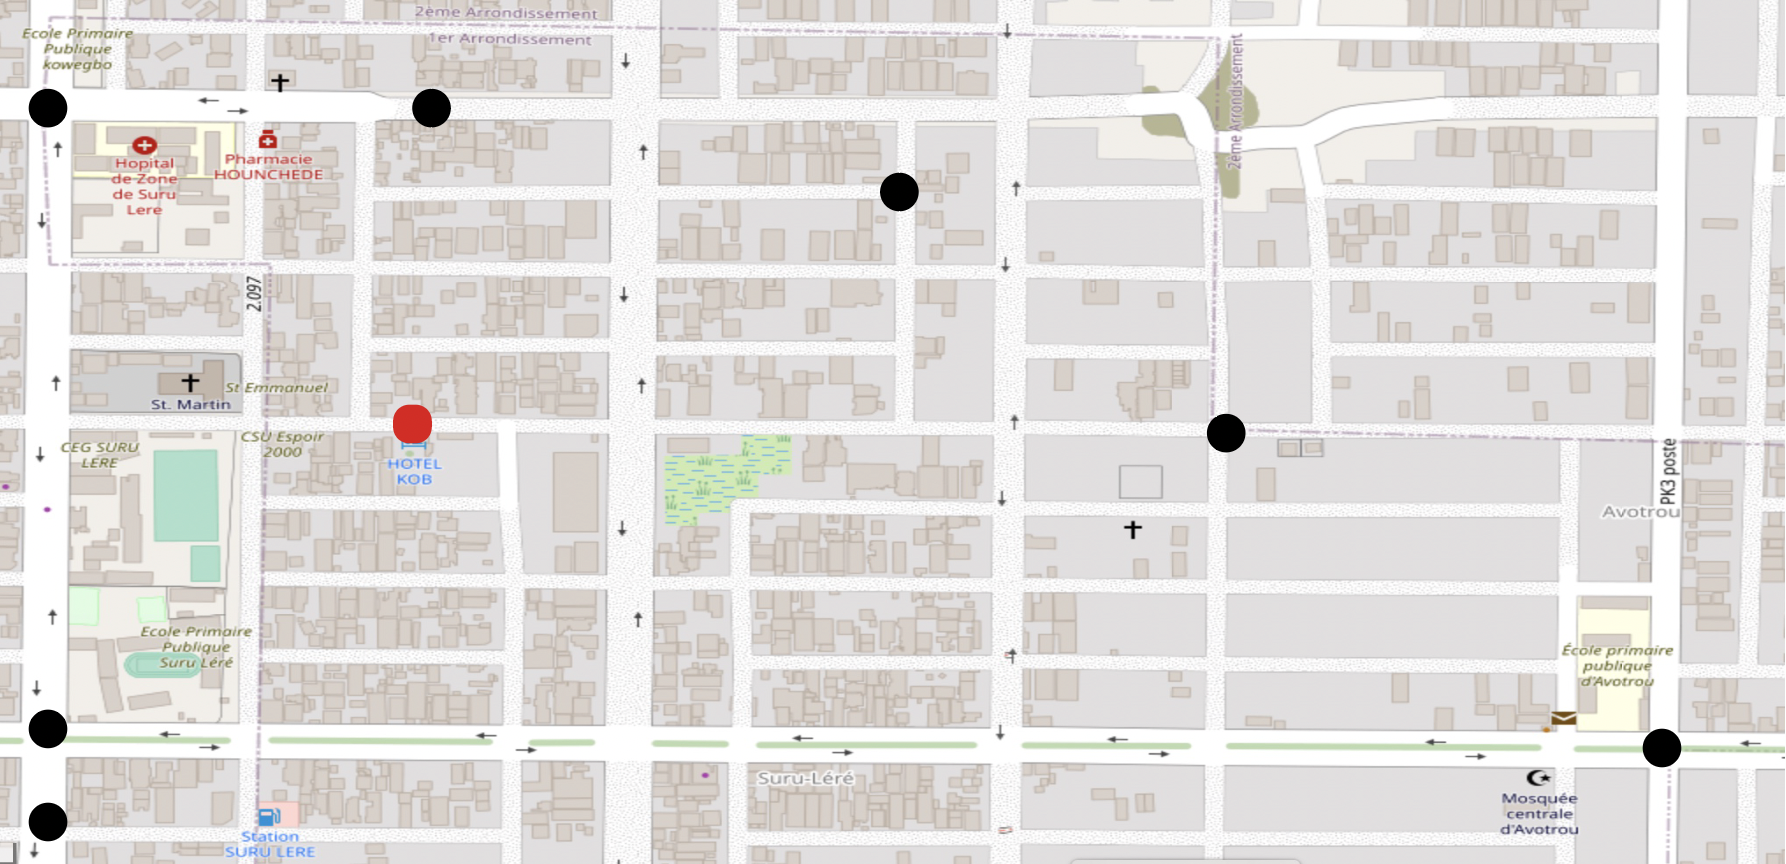 2ème Arrondissement
1er Arrondissement
Ecole Primaire
Publique
kowegbo
2ème Arrondissement
Hopital
de Zone
de Suru
Lere
Pharmacie
HOUNCHEDE
2.097
St Emmanuel
St. Martin
CEG SURU
LERE
CSU Espoir
2000
HOTEL
KOB
PK3 poste
Avotrou
Ecole Primaire
Publique
Suru Léré
École primaire
publique
d'Avotrou
Suru-Léré
Mosquée
centrale
d'Avotrou
Station
SURU LERE